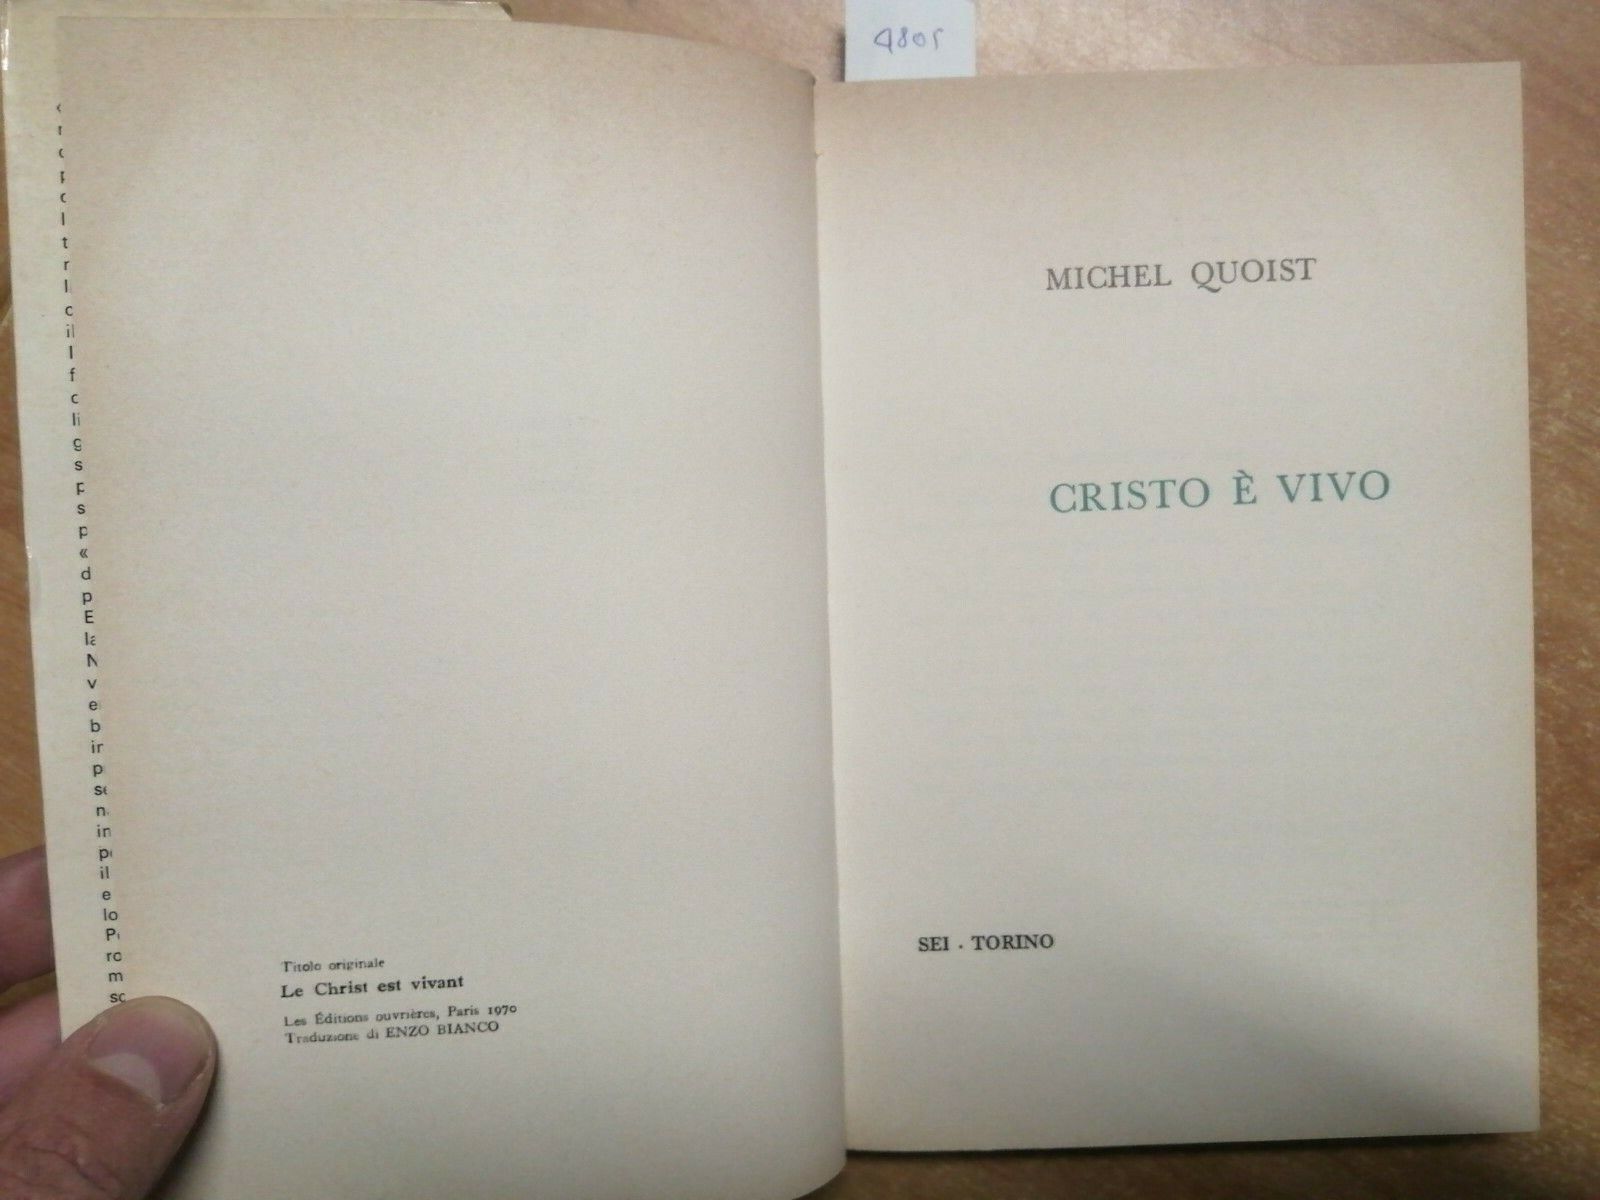 4805
Titolo originale
Le Christ est vivant
Les Éditions ouvrières, Paris 1970
Traduzione di ENZO BIANCO
MICHEL QUOIST
CRISTO È VIVO
SEI · TORINO